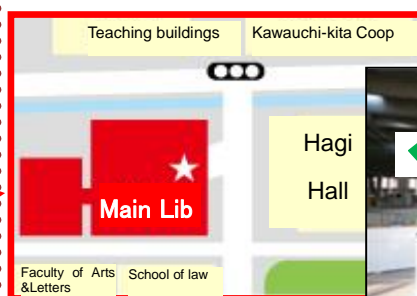 Teaching buildings
Kawauchi-kita Coop
Hagi
Hall
Main Lib
Faculty of Arts
&Letters
School of law